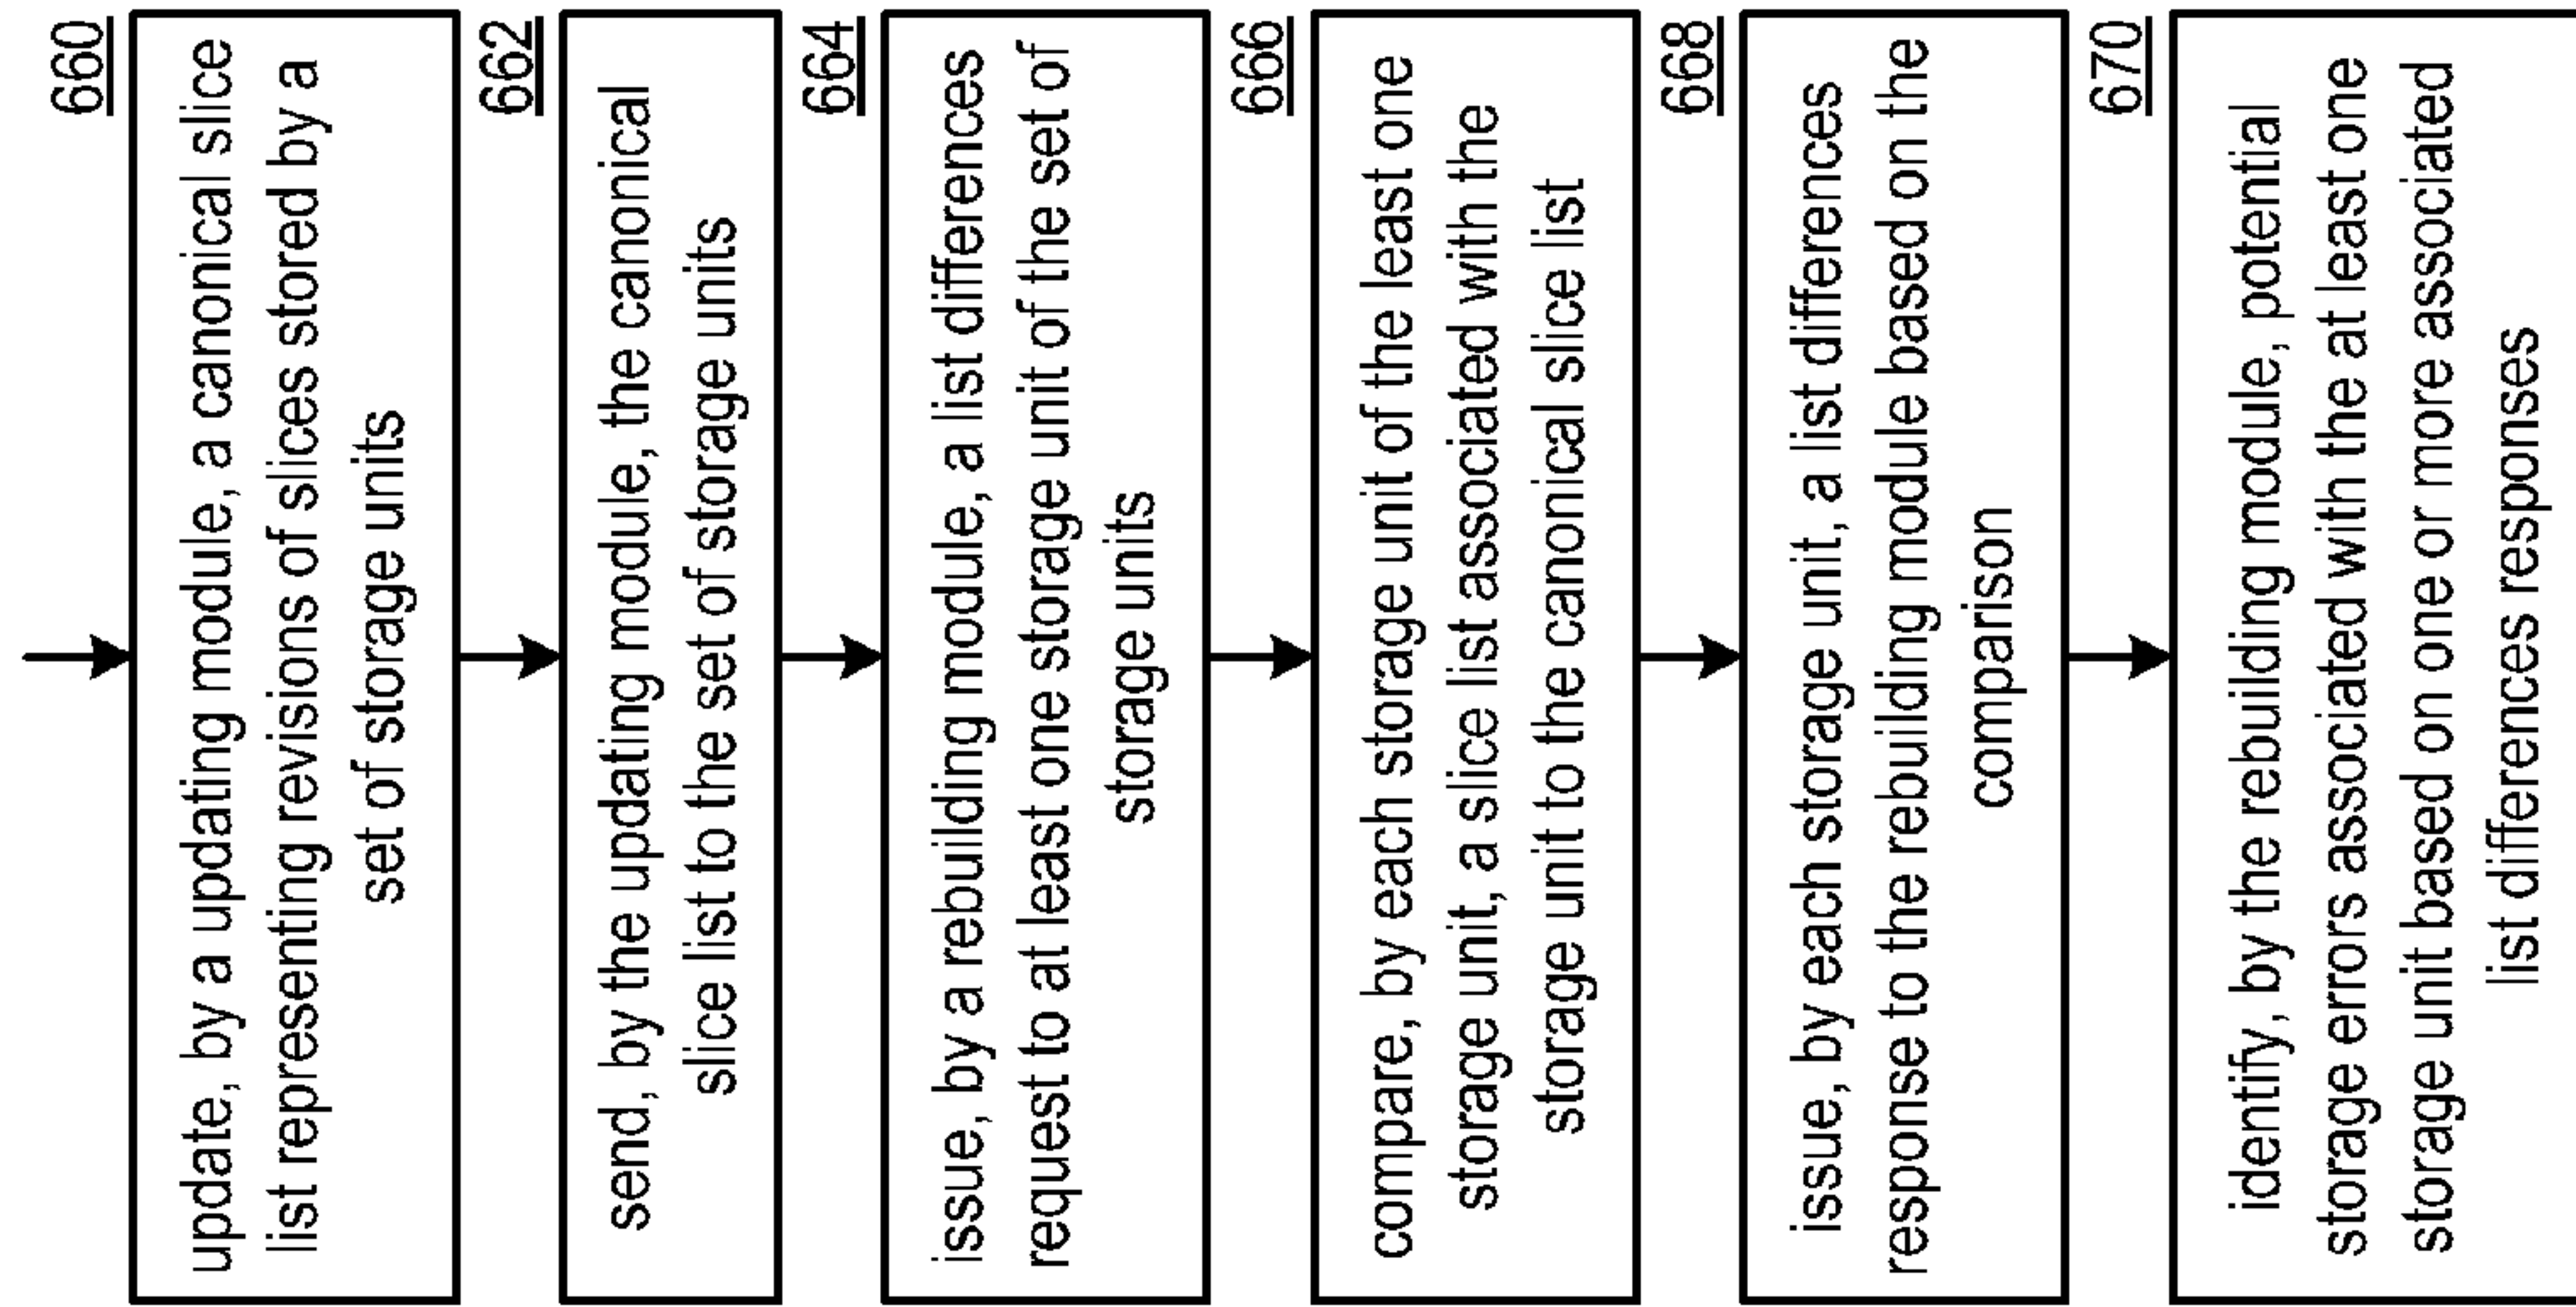 660
update, by a updating module, a canonical slice
list representing revisions of slices stored by a
set of storage units
662
send, by the updating module, the canonical
slice list to the set of storage units
664
issue, by a rebuilding module, a list differences
request to at least one storage unit of the set of
storage units
666
compare, by each storage unit of the least one
storage unit, a slice list associated with the
storage unit to the canonical slice list
668
issue, by each storage unit, a list differences
response to the rebuilding module based on the
comparison
670
identify, by the rebuilding module, potential
storage errors associated with the at least one
storage unit based on one or more associated
list differences responses